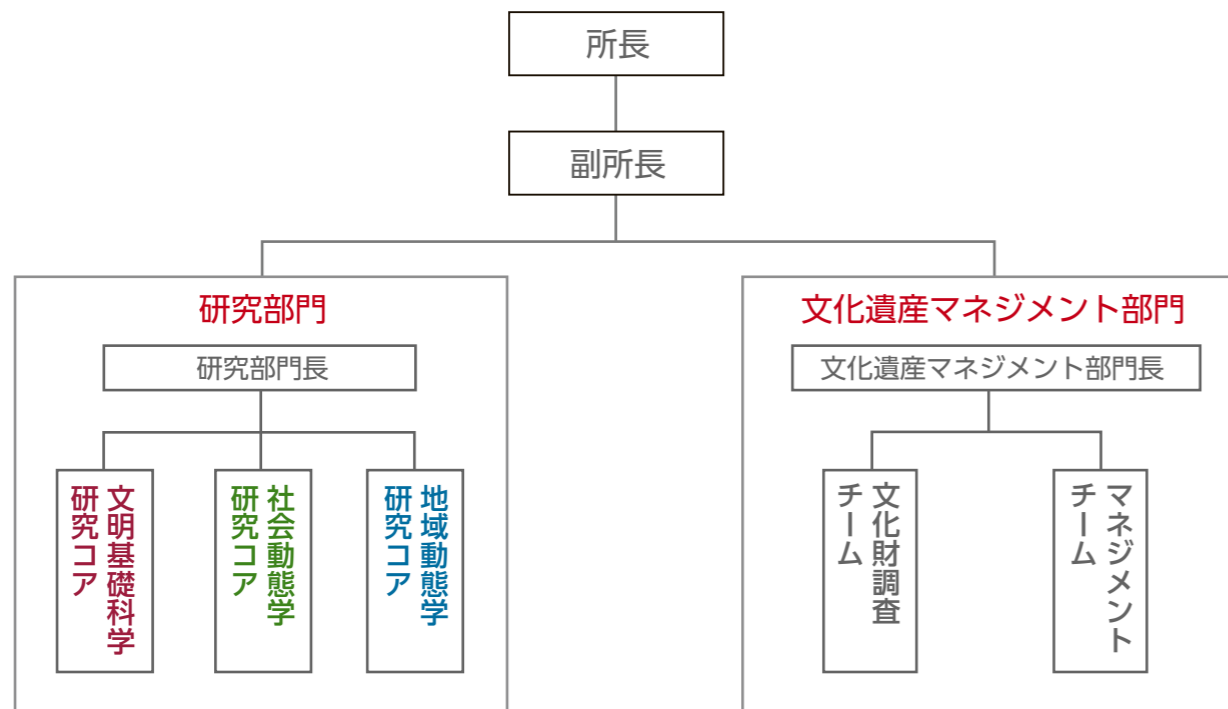 所長
副所長
研究部門
研究部門長
文明基礎科学
研究コア
社会動態学
研究コア
地域動態学
研究コア
文化遺産マネジメント部門
文化遺産マネジメント部門長
文化財調査
チーム
マネジメント
チーム